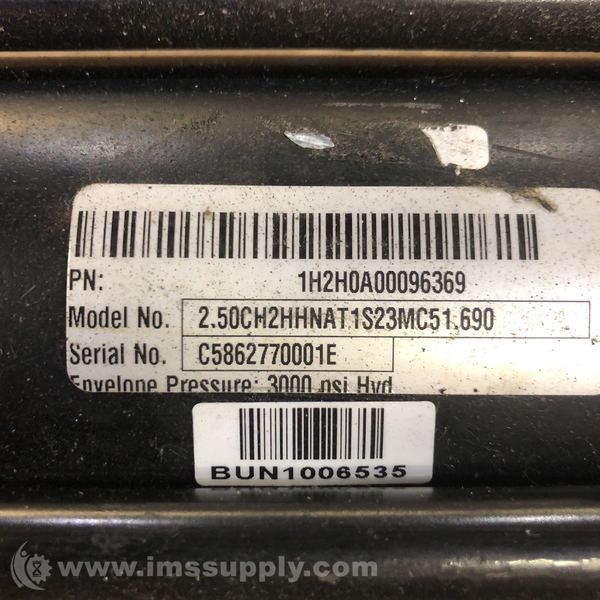 PN: 1H2H0A00096369
Model No. 2.50CH2HHNAT1S23MC51.690
Serial No. C5862770001E
Envelope Pressure: 3000 psi Hyd
BUN1006535
www.imssupply.com